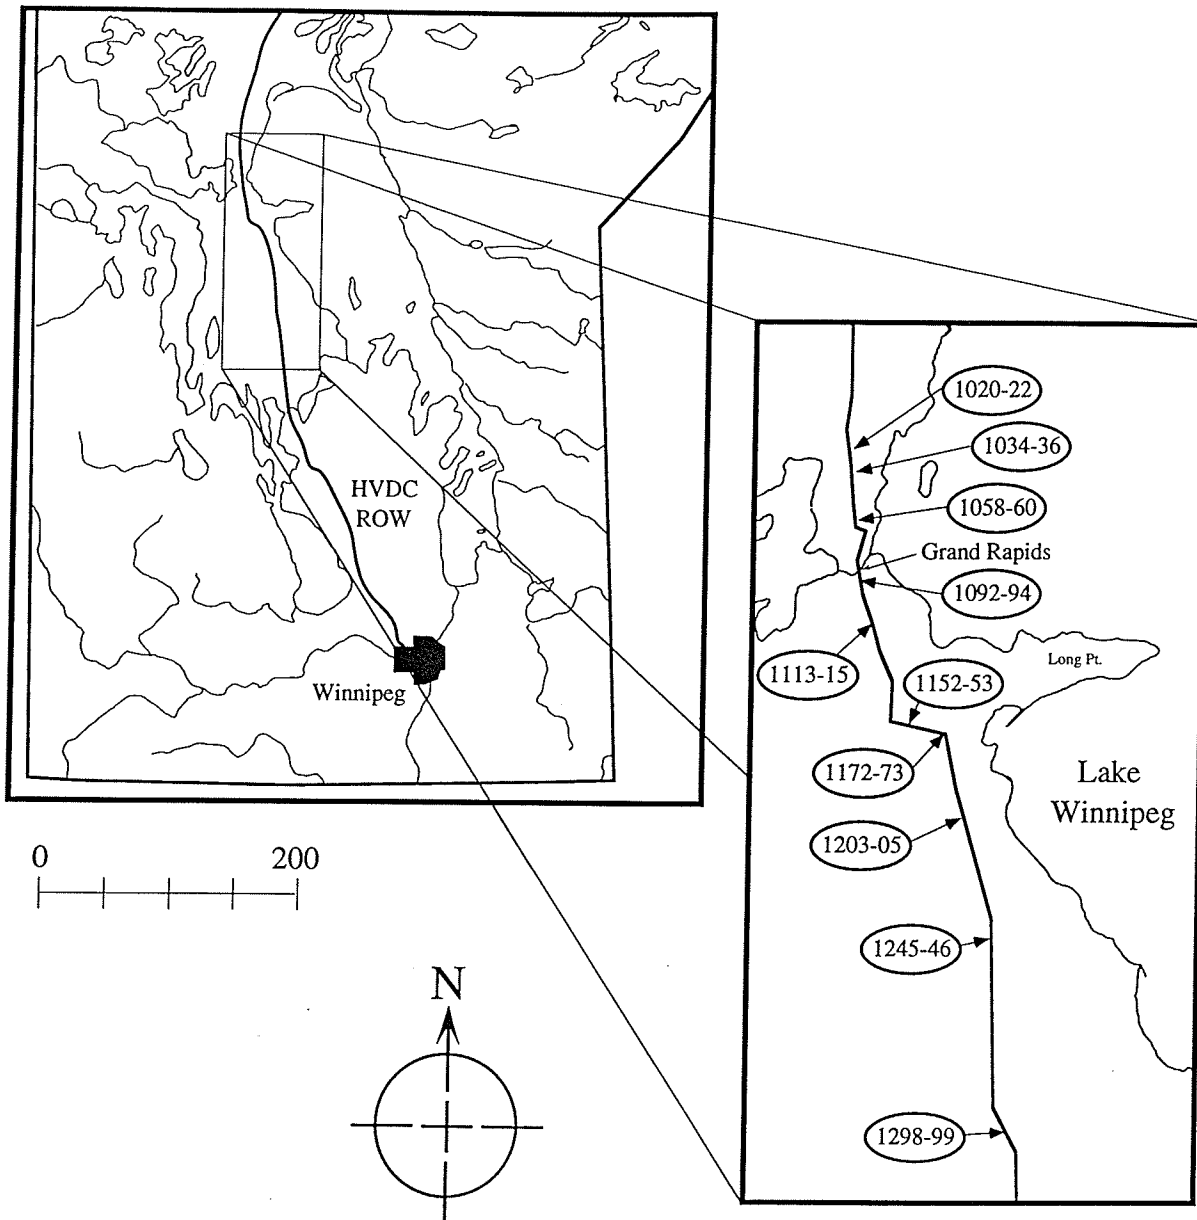 HVDC
ROW
Winnipeg
0 200
N
1020-22
1034-36
1058-60
Grand Rapids
1092-94
1113-15
Long Pt.
1152-53
1172-73
Lake
Winnipeg
1203-05
1245-46
1298-99